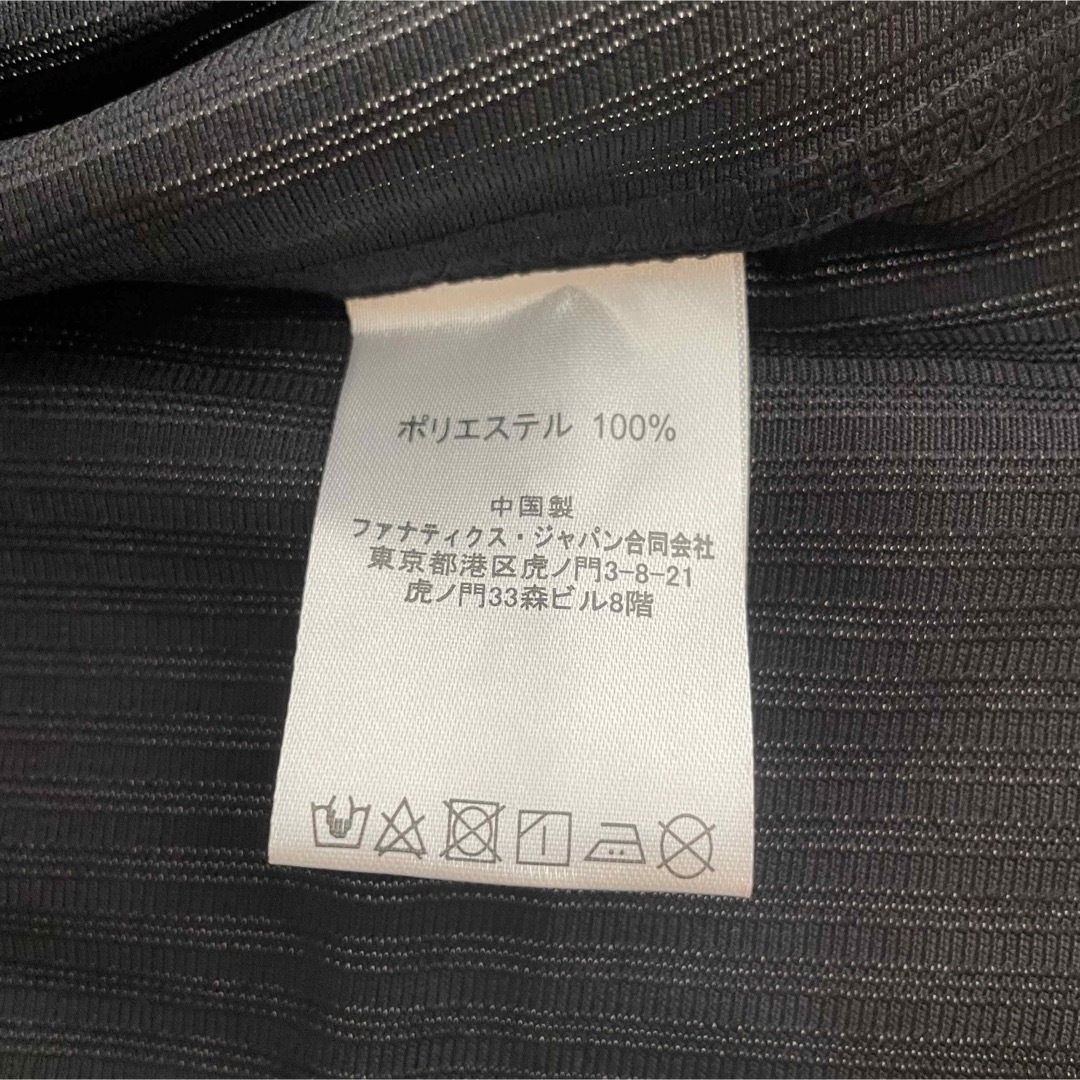 ポリエステル 100%
中国製
ファナティクス・ジャパン合同会社
東京都港区虎ノ門3-8-21
虎ノ門33森ビル8階